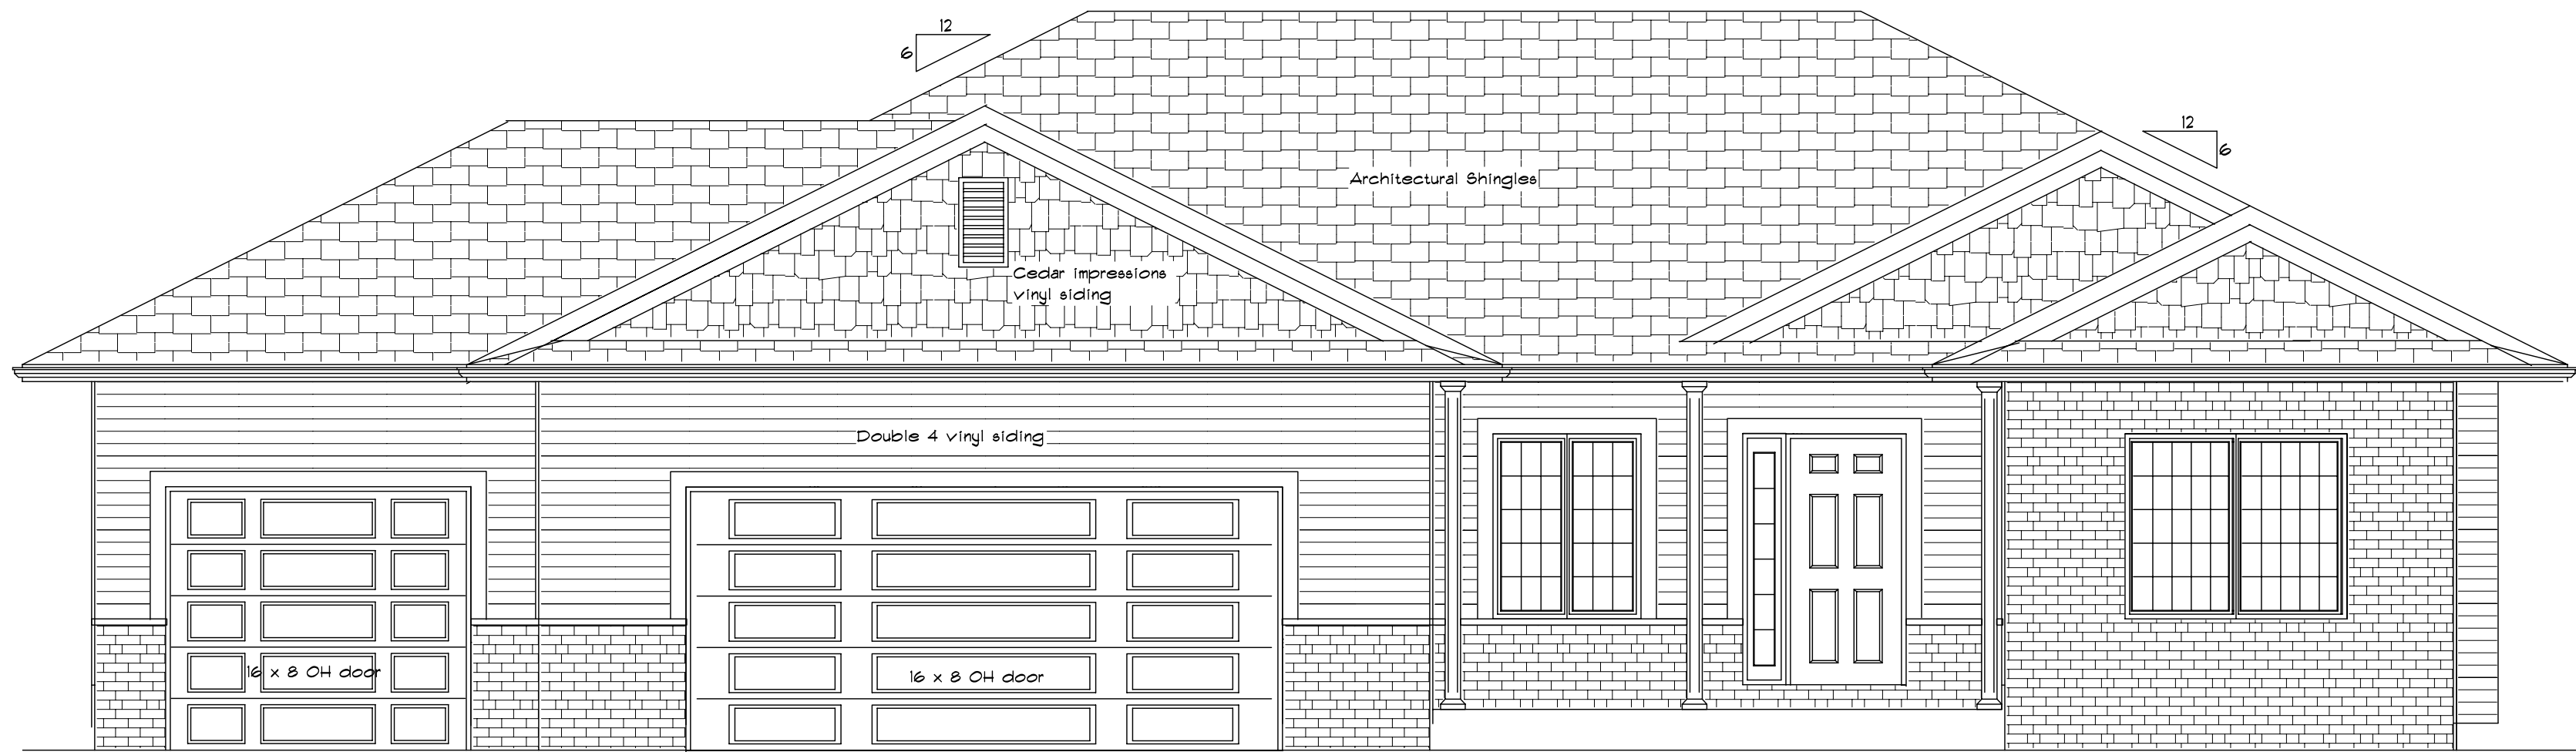 12
6
12
6
Architectural Shingles
Cedar impressions
vinyl siding
Double 4 vinyl siding
16 x 8 OH door
16 x 8 OH door